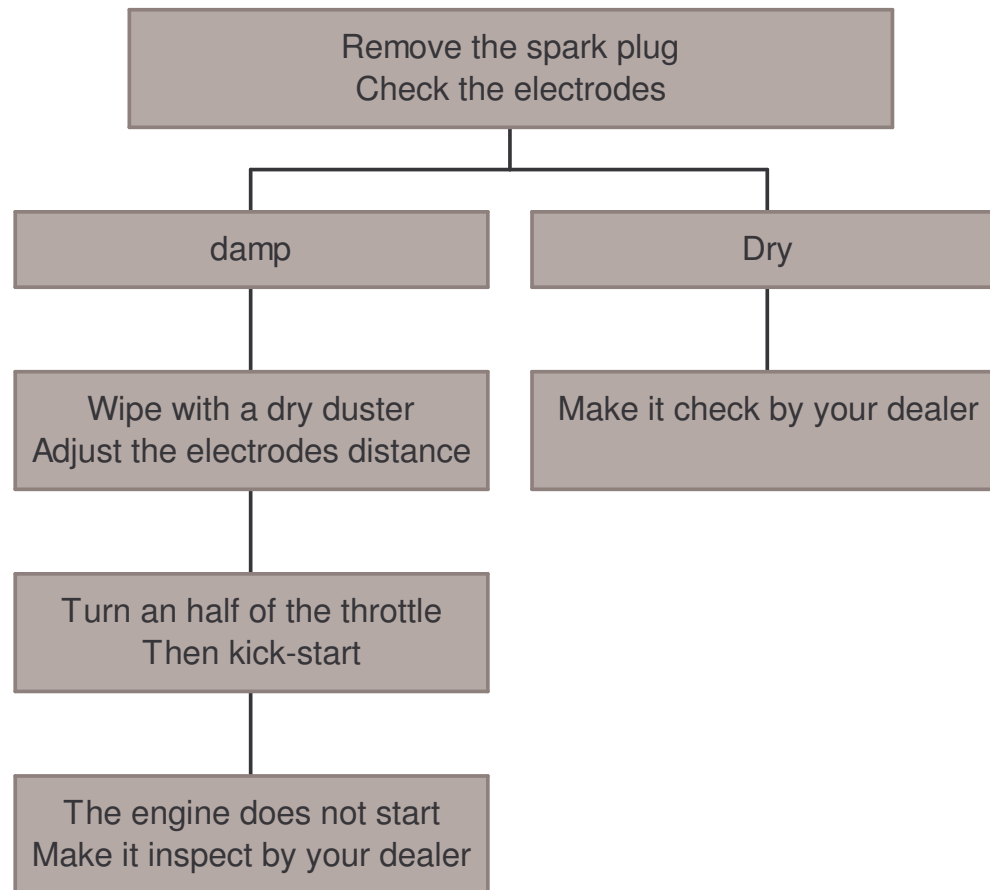 Remove the spark plug
Check the electrodes
damp
Dry
Wipe with a dry duster
Adjust the electrodes distance
Make it check by your dealer
Turn an half of the throttle
Then kick-start
The engine does not start
Make it inspect by your dealer